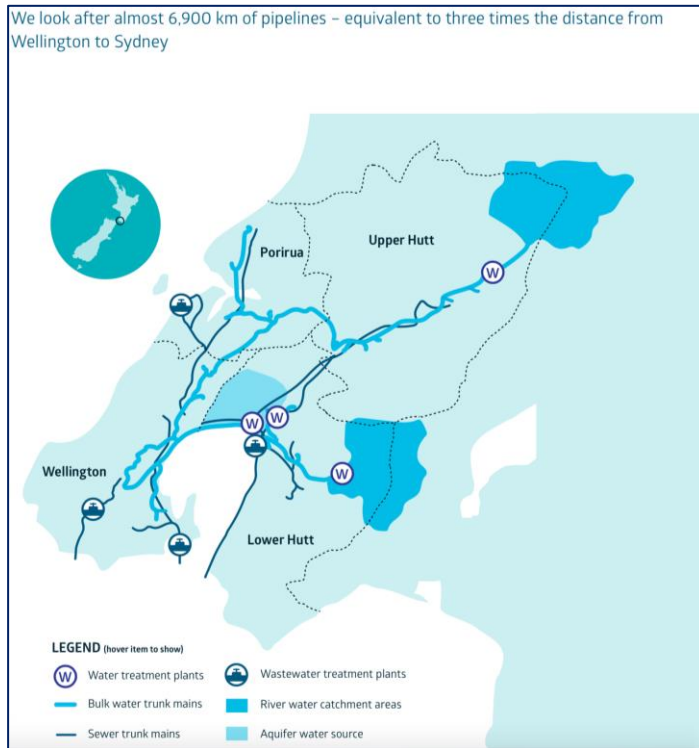 We look after almost 6,900 km of pipelines – equivalent to three times the distance from
Wellington to Sydney
Porirua
Upper Hutt
W
W
W
Wellington
W
Lower Hutt
LEGEND (hover item to show)
W Water treatment plants
Wastewater treatment plants
Bulk water trunk mains
River water catchment areas
Sewer trunk mains
Aquifer water source